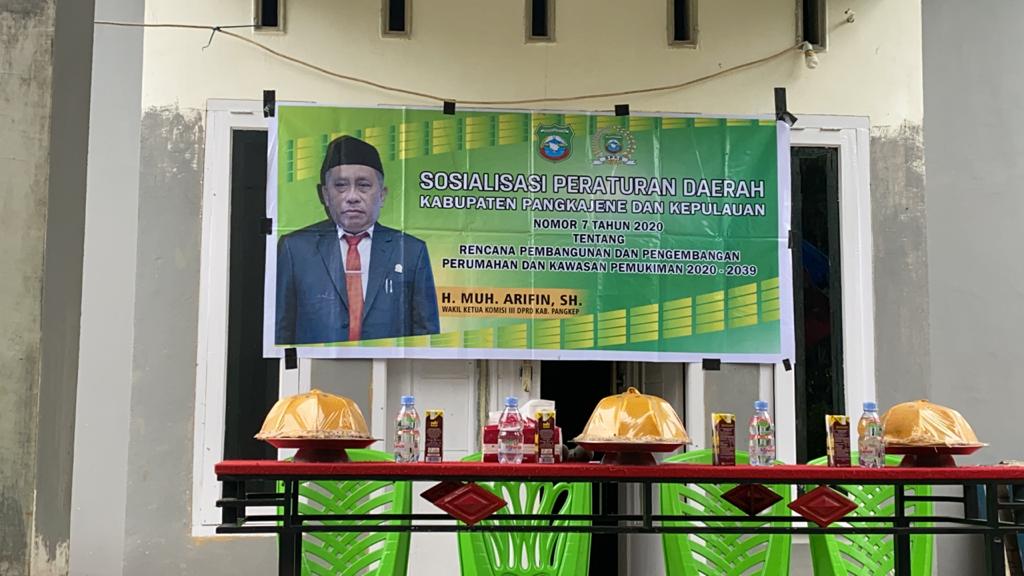 SOSIALISASI PERATURAN DAERAH
KABUPATEN PANGKAJENE DAN KEPULAUAN
NOMOR 7 TAHUN 2020
TENTANG
RENCANA PEMBANGUNAN DAN PENGEMBANGAN
PERUMAHAN DAN KAWASAN PEMUKIMAN 2020 - 2039
H. MUH. ARIFIN, SH.
WAKIL KETUA KOMISI III DPRD KAB. PANGKEP